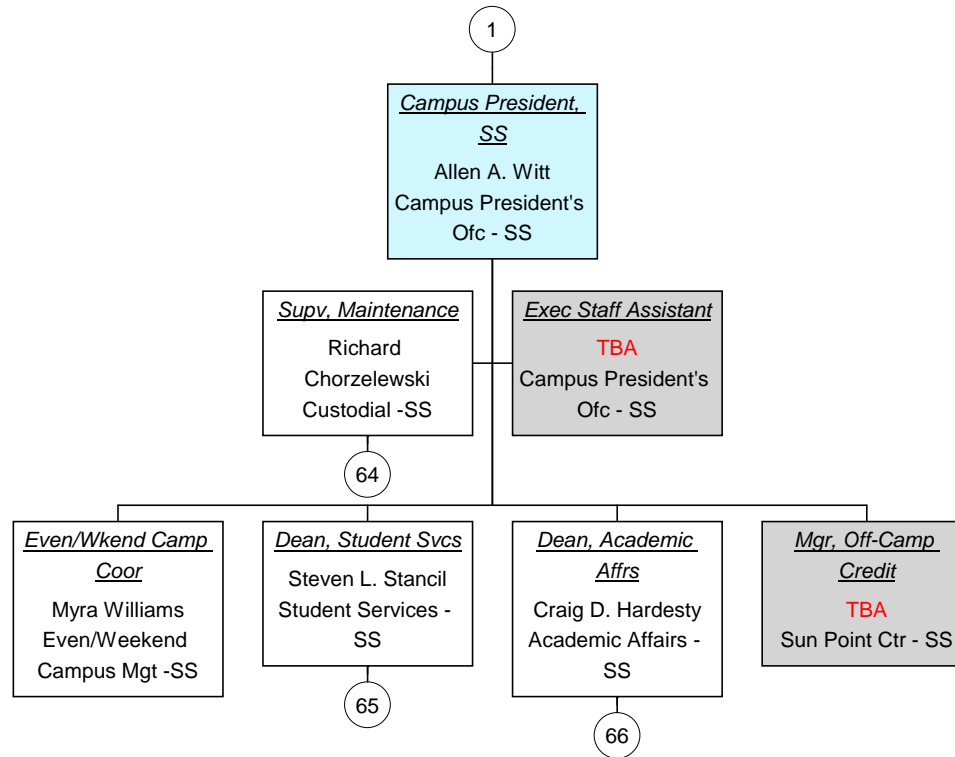 1
Campus President,
SS
Allen A. Witt
Campus President's
Ofc - SS
Supv, Maintenance
Richard
Chorzelewski
Custodial -SS
64
Exec Staff Assistant
TBA
Campus President's
Ofc - SS
Even/Wkend Camp
Coor
Myra Williams
Even/Weekend
Campus Mgt -SS
Dean, Student Svcs
Steven L. Stancil
Student Services -
SS
65
Dean, Academic
Affrs
Craig D. Hardesty
Academic Affairs -
SS
66
Mgr, Off-Camp
Credit
TBA
Sun Point Ctr - SS